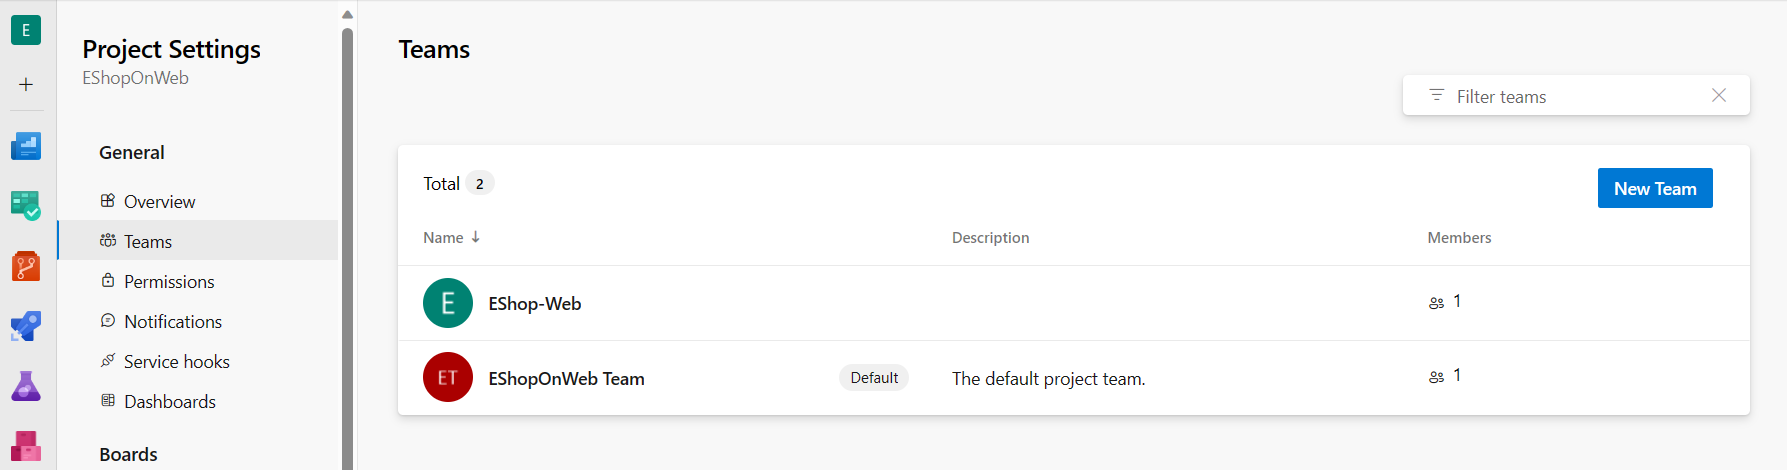 E
Project Settings
EShopOnWeb
General
Overview
Teams
Permissions
Notifications
Service hooks
Dashboards
Boards
Teams
Filter teams
Total 2
New Team
Name Description Members
E EShop-Web 1
ET EShopOnWeb Team Default The default project team. 1